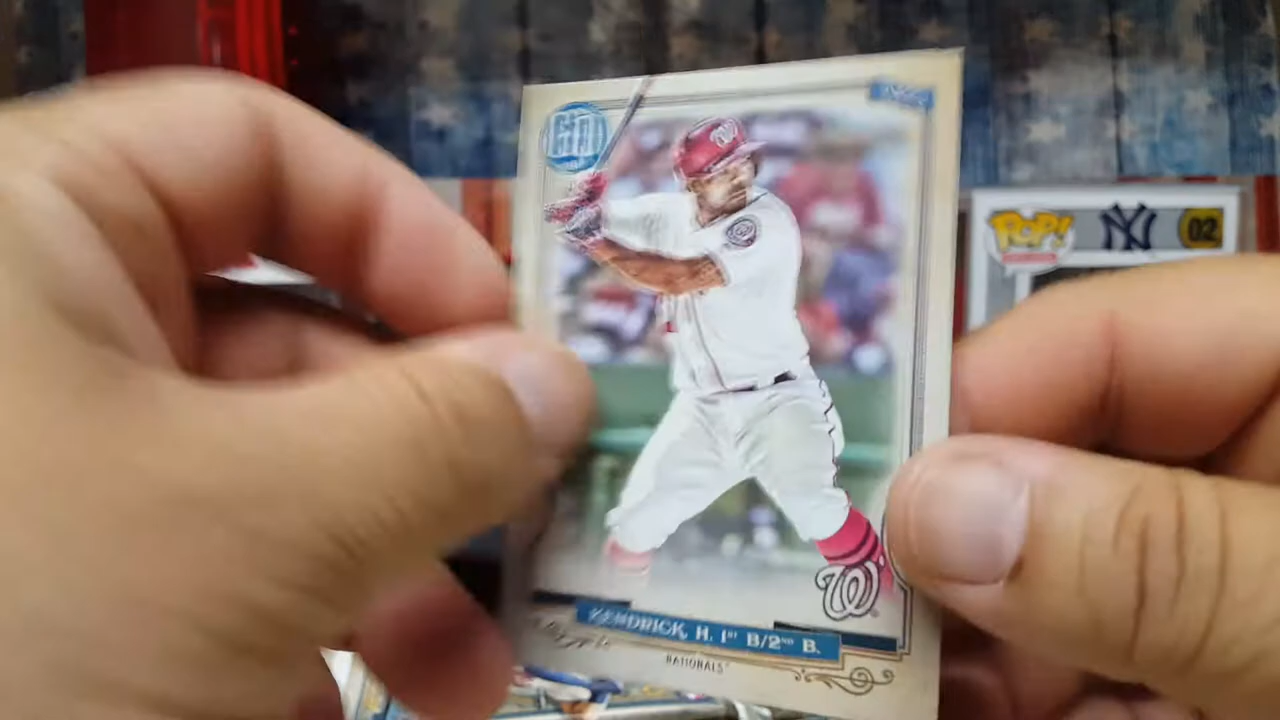 GQ
POP!
NY
02
W
KENDRICK, H. 1ST B/2ND B.
NATIONALS